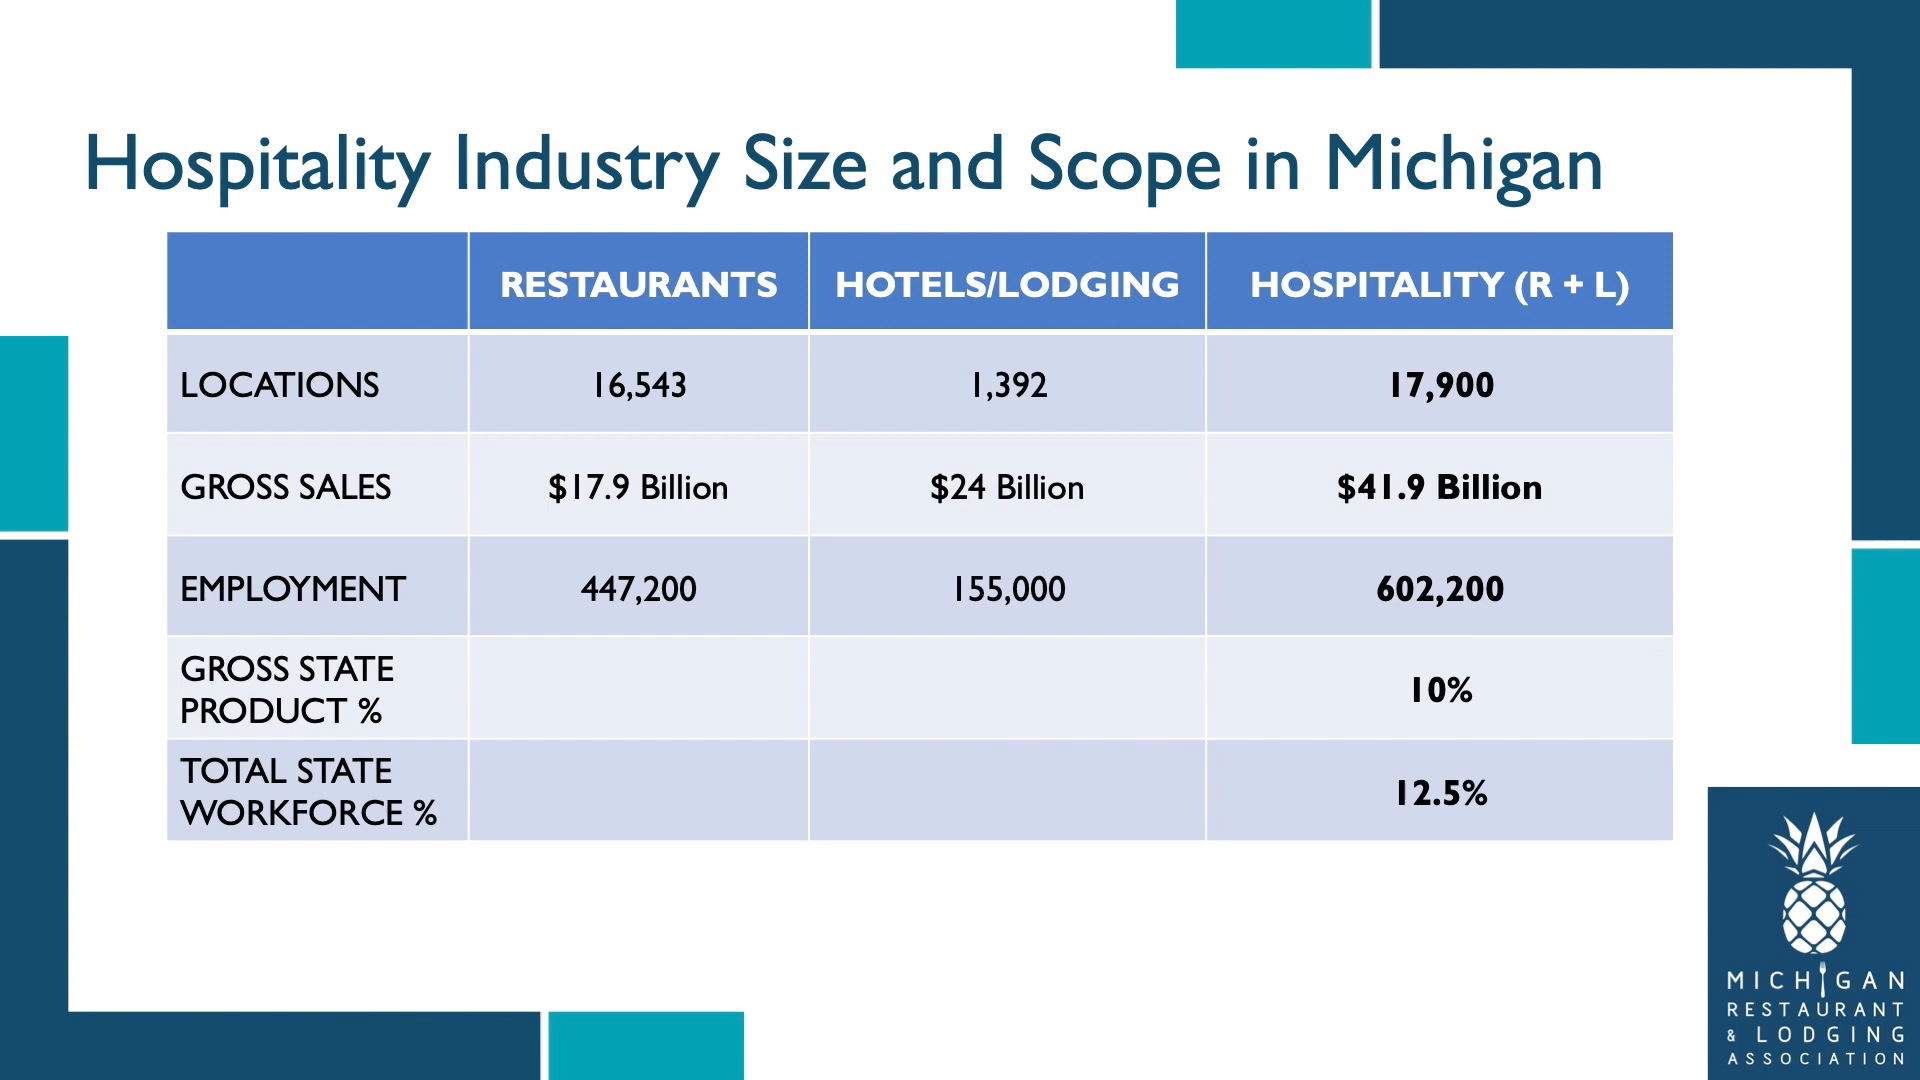 Hospitality Industry Size and Scope in Michigan
RESTAURANTS HOTELS/LODGING HOSPITALITY (R + L)
LOCATIONS 16,543 1,392 17,900
GROSS SALES $17.9 Billion $24 Billion $41.9 Billion
EMPLOYMENT 447,200 155,000 602,200
GROSS STATE
PRODUCT % 10%
TOTAL STATE
WORKFORCE % 12.5%
MICHIGAN
RESTAURANT
& LODGING
ASSOCIATION